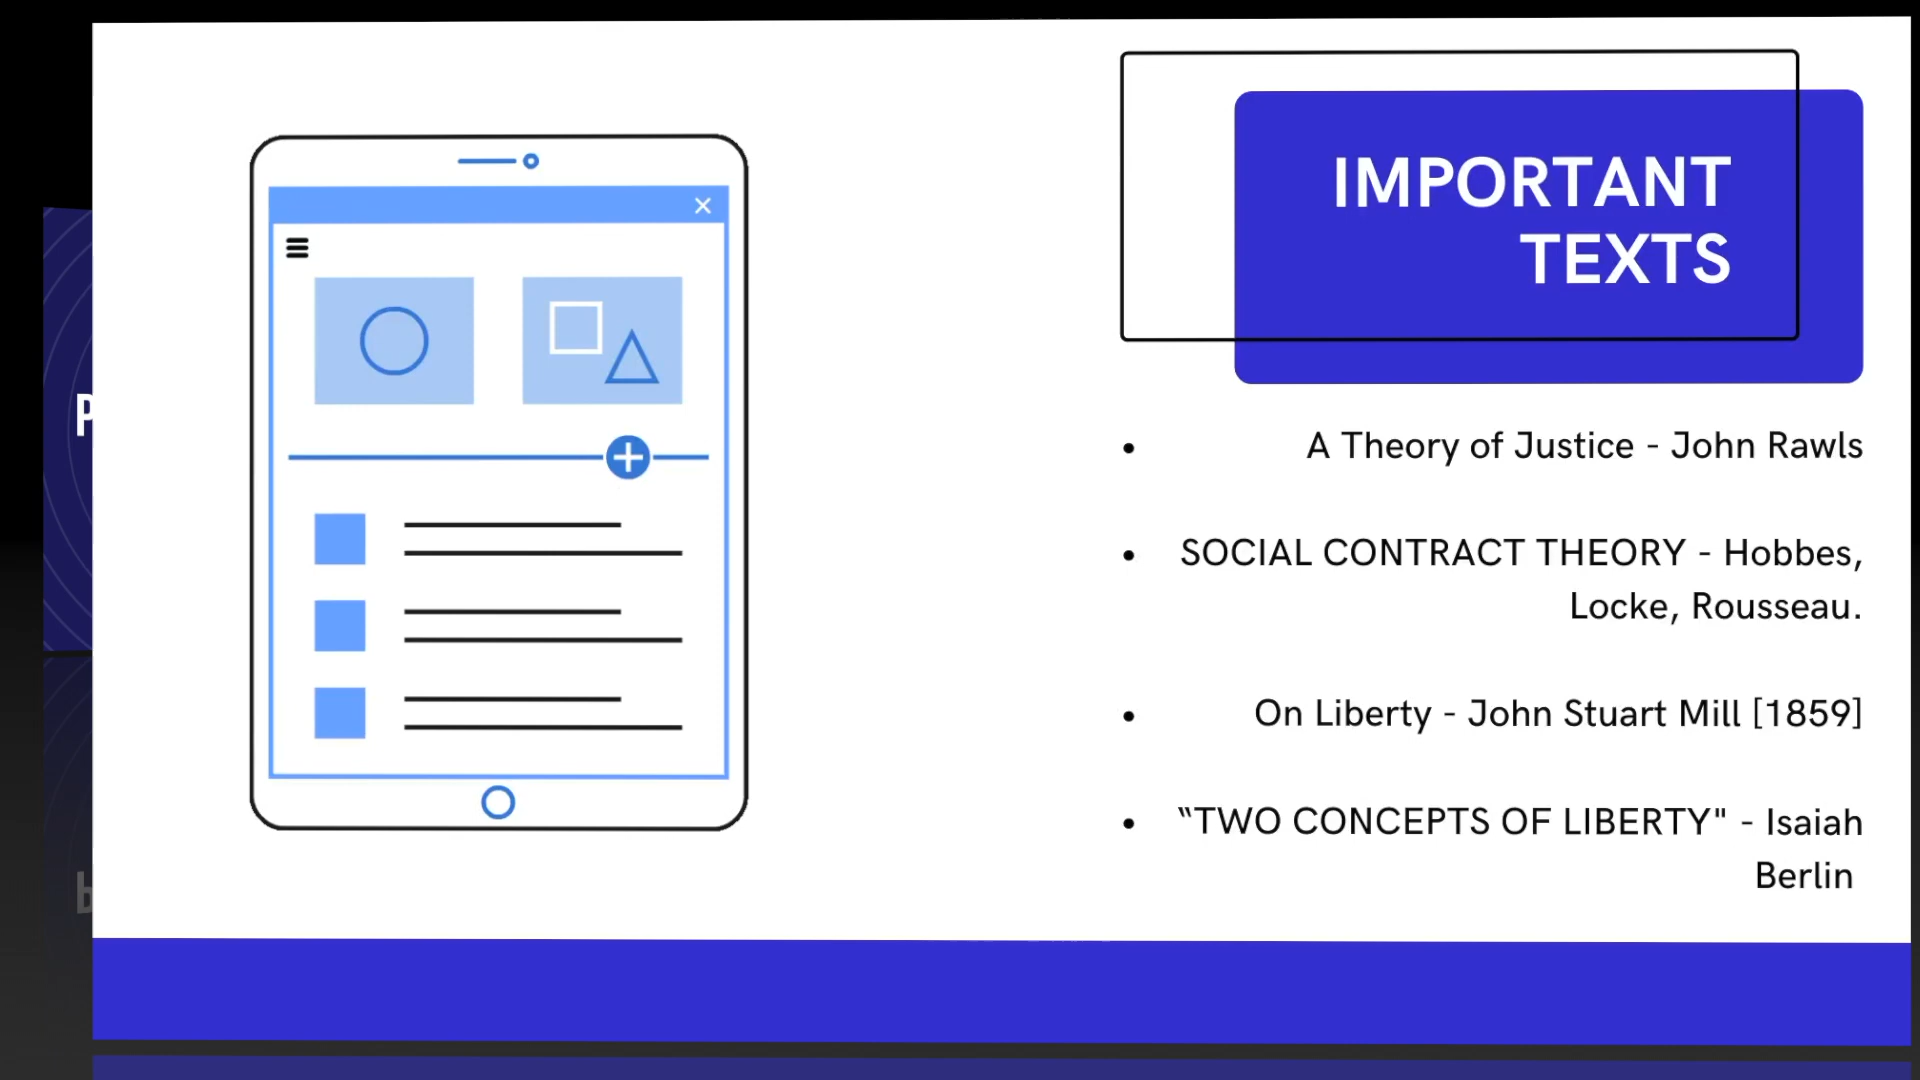 IMPORTANT
TEXTS
• A Theory of Justice - John Rawls
• SOCIAL CONTRACT THEORY - Hobbes,
Locke, Rousseau.
• On Liberty - John Stuart Mill [1859]
• “TWO CONCEPTS OF LIBERTY" - Isaiah
Berlin